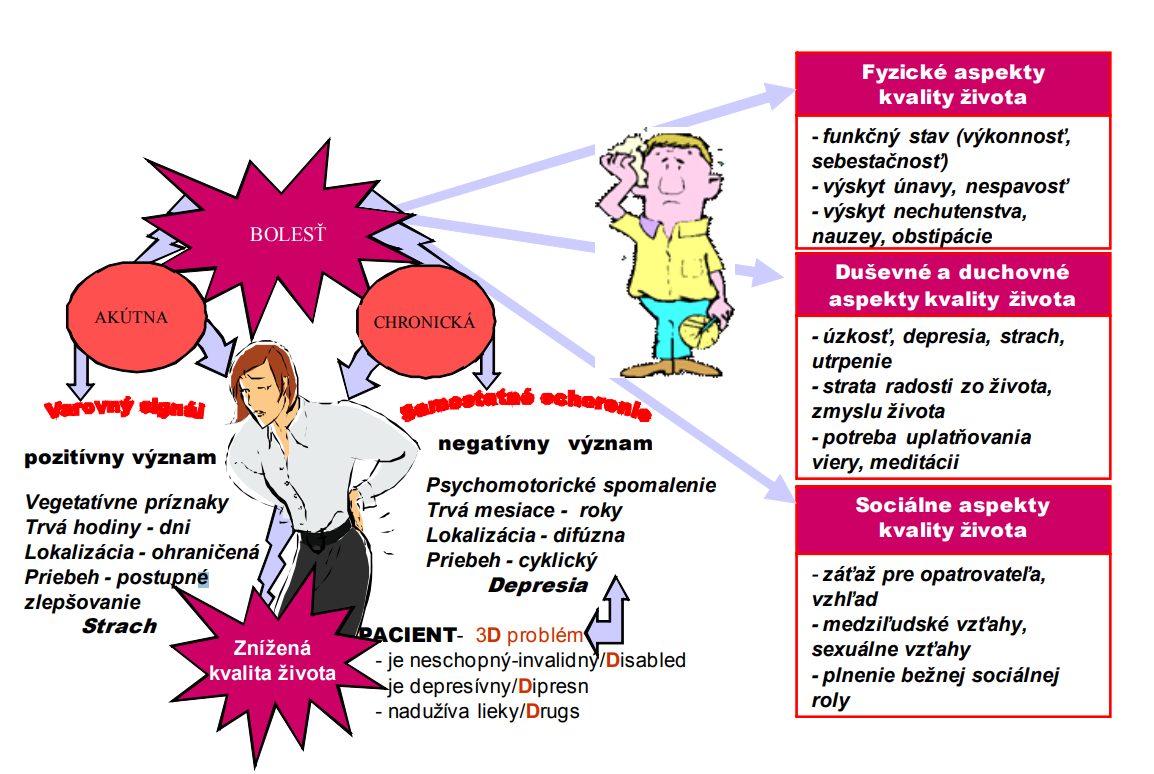 BOLESŤ
AKÚTNA
CHRONICKÁ
Varovný signál
Samostatné ochorenie
pozitívny význam
negatívny význam
Vegetatívne príznaky
Trvá hodiny - dni
Lokalizácia - ohraničená
Priebeh - postupné
zlepšovanie
Strach
Psychomotorické spomalenie
Trvá mesiace - roky
Lokalizácia - difúzna
Priebeh - cyklický
Depresia
Znížená
kvalita života
PACIENT- 3D problém
- je neschopný-invalidný/Disabled
- je depresívny/Dipresn
- nadužíva lieky/Drugs
Fyzické aspekty
kvality života
- funkčný stav (výkonnosť,
sebestačnosť)
- výskyt únavy, nespavosť
- výskyt nechutenstva,
nauzey, obstipácie
Duševné a duchovné
aspekty kvality života
- úzkosť, depresia, strach,
utrpenie
- strata radosti zo života,
zmyslu života
- potreba uplatňovania
viery, meditácii
Sociálne aspekty
kvality života
- záťaž pre opatrovateľa,
vzhľad
- medziľudské vzťahy,
sexuálne vzťahy
- plnenie bežnej sociálnej
roly